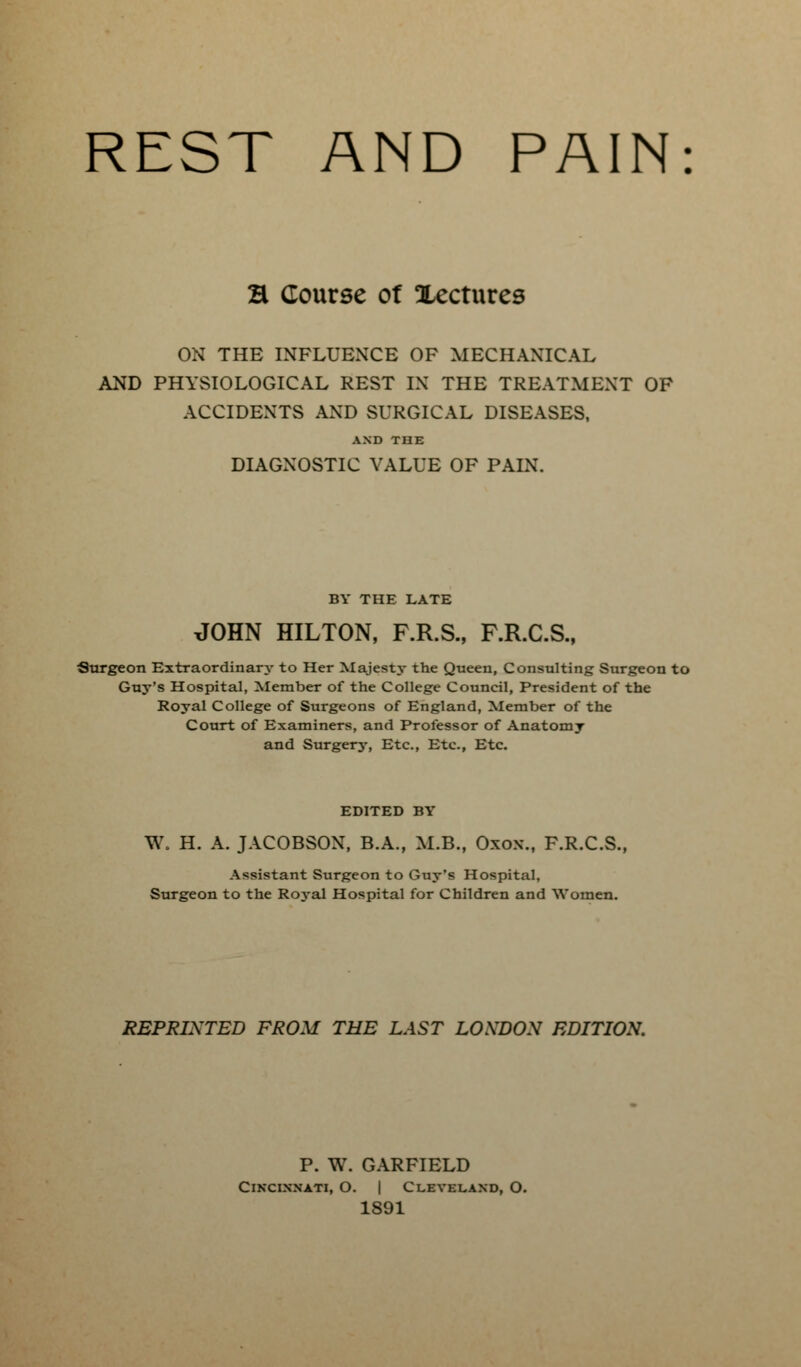 REST AND PAIN:
A Course of Lectures
ON THE INFLUENCE OF MECHANICAL
AND PHYSIOLOGICAL REST IN THE TREATMENT OF
ACCIDENTS AND SURGICAL DISEASES,
AND THE
DIAGNOSTIC VALUE OF PAIN.
BY THE LATE
JOHN HILTON, F.R.S., F.R.C.S.,
Surgeon Extraordinary to Her Majesty the Queen, Consulting Surgeon to
Guy's Hospital, Member of the College Council, President of the
Royal College of Surgeons of England, Member of the
Court of Examiners, and Professor of Anatomy
and Surgery, Etc., Etc., Etc.
EDITED BY
W. H. A. JACOBSON, B.A., M.B., Oxon., F.R.C.S.,
Assistant Surgeon to Guy's Hospital,
Surgeon to the Royal Hospital for Children and Women.
REPRINTED FROM THE LAST LONDON EDITION.
P. W. GARFIELD
CINCINNATI, O. | CLEVELAND, O.
1891